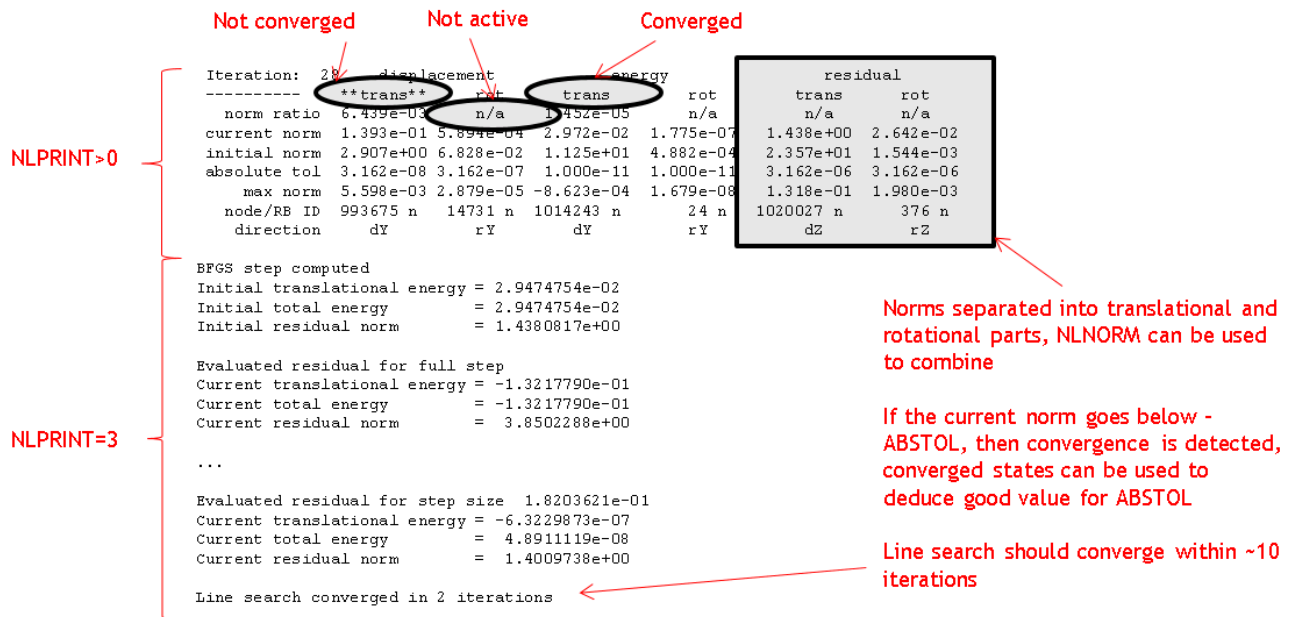 Not converged
Not active
Converged
Iteration: 28 displacement energy residual
---------- **trans** rot trans rot trans rot
norm ratio 6.439e-03 n/a 1.452e-05 n/a n/a n/a
current norm 1.393e-01 5.894e-04 2.972e-02 1.775e-07 1.438e+00 2.642e-02
initial norm 2.907e+00 6.828e-02 1.125e+01 4.882e-04 2.357e+01 1.544e-03
absolute tol 3.162e-08 3.162e-07 1.000e-11 1.000e-11 3.162e-06 3.162e-06
max norm 5.598e-03 2.879e-05 -8.623e-04 1.679e-08 1.318e-01 1.980e-03
node/RB ID 993675 n 14731 n 1014243 n 24 n 1020027 n 376 n
direction dY rY dY rY dZ rZ
NLPRINT>0
BFGS step computed
Initial translational energy = 2.9474754e-02
Initial total energy = 2.9474754e-02
Initial residual norm = 1.4380817e+00
Evaluated residual for full step
Current translational energy = -1.3217790e-01
Current total energy = -1.3217790e-01
Current residual norm = 3.8502288e+00
...
Evaluated residual for step size 1.8203621e-01
Current translational energy = -6.3229873e-07
Current total energy = 4.8911119e-08
Current residual norm = 1.4009738e+00
Line search converged in 2 iterations
NLPRINT=3
Norms separated into translational and
rotational parts, NLNORM can be used
to combine
If the current norm goes below -
ABSTOL, then convergence is detected,
converged states can be used to
deduce good value for ABSTOL
Line search should converge within ~10
iterations